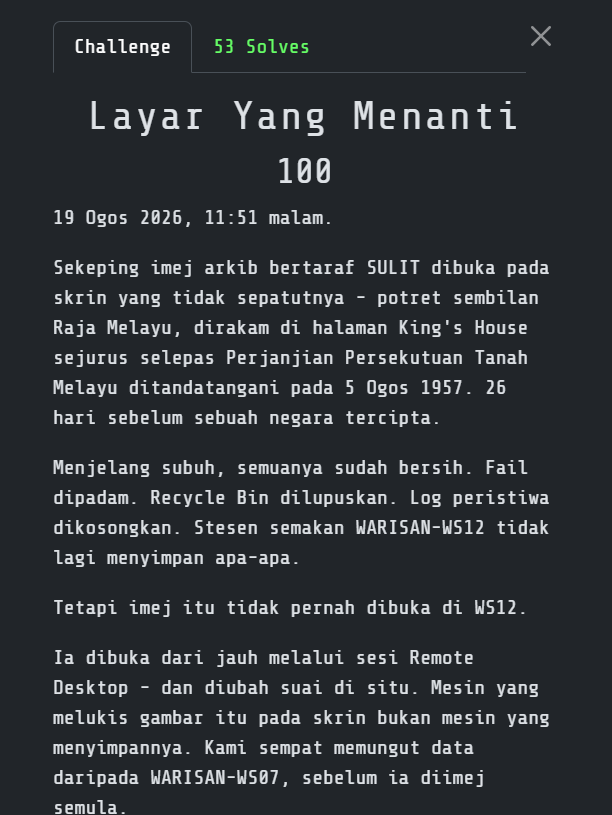 Challenge
53 Solves
Layar Yang Menanti
100
19 Ogos 2026, 11:51 malam.
Sekeping imej arkib bertaraf SULIT dibuka pada
skrin yang tidak sepatutnya - potret sembilan
Raja Melayu, dirakam di halaman King's House
sejurus selepas Perjanjian Persekutuan Tanah
Melayu ditandatangani pada 5 Ogos 1957. 26
hari sebelum sebuah negara tercipta.
Menjelang subuh, semuanya sudah bersih. Fail
dipadam. Recycle Bin dilupuskan. Log peristiwa
dikosongkan. Stesen semakan WARISAN-WS12 tidak
lagi menyimpan apa-apa.
Tetapi imej itu tidak pernah dibuka di WS12.
Ia dibuka dari jauh melalui sesi Remote
Desktop - dan diubah suai di situ. Mesin yang
melukis gambar itu pada skrin bukan mesin yang
menyimpannya. Kami sempat memungut data
daripada WARISAN-WS07, sebelum ia diimej
semula.